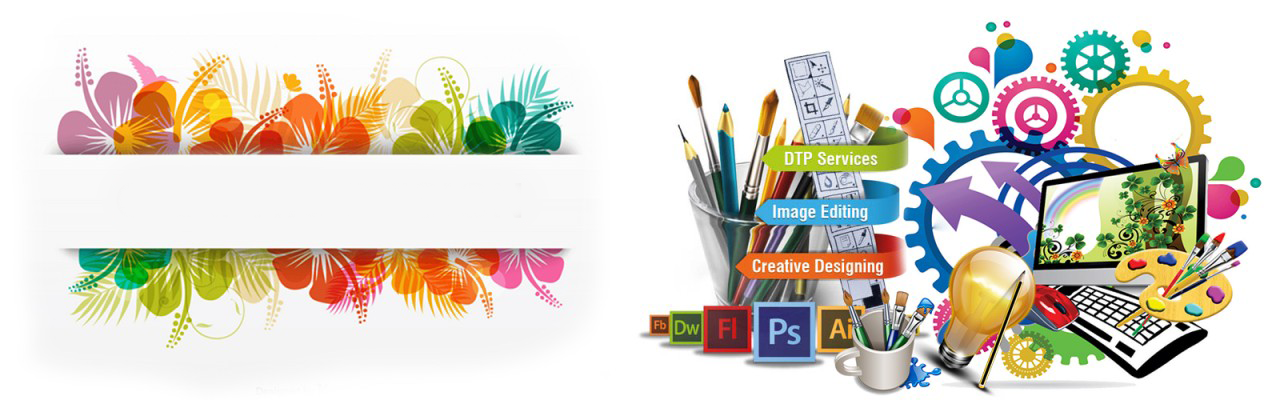 DTP Services
Image Editing
Creative Designing
Fb
Dw
Fl
Ps
Ai